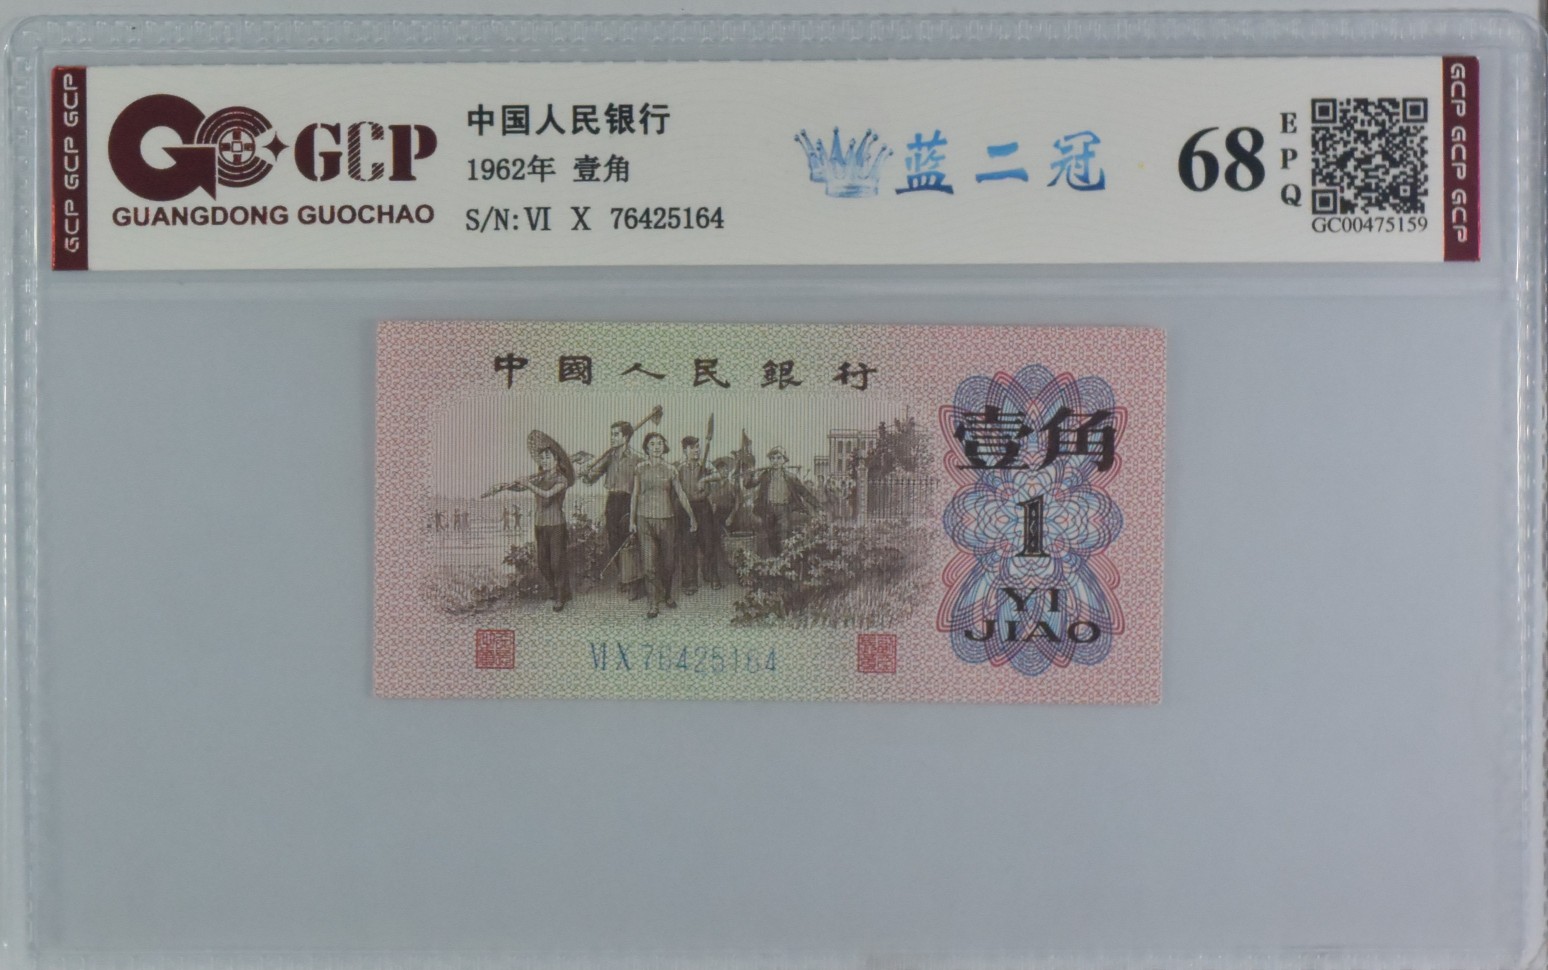 GCP GCP GCP
GCP
GUANGDONG GUOCHAO
中国人民银行
1962年 壹角
S/N: VI X 76425164
蓝二冠
68
EPQ
GC00475159
GCP GCP GCP
中國人民銀行
壹角
1
YI
JIAO
VI X 76425164